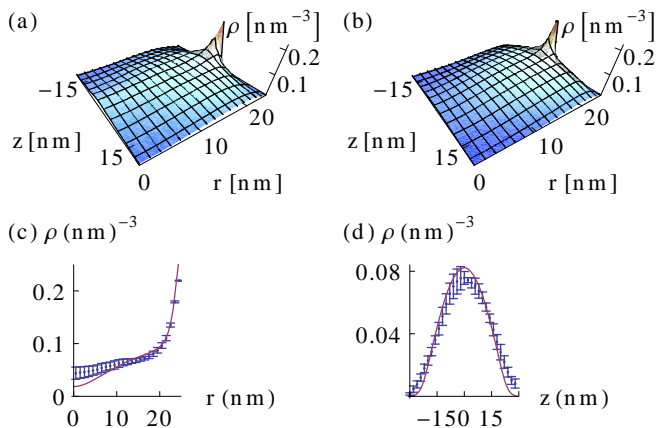 (a) ρ [nm⁻³]
0.2
0.1
−15
z [nm]
15
0
10
20
r [nm]
(b) ρ [nm⁻³]
0.2
0.1
−15
z [nm]
15
0
10
20
r [nm]
(c) ρ (nm)⁻³
0.2
0.1
0
0 10 20 r (nm)
(d) ρ (nm)⁻³
0.08
0.04
−150 15 z (nm)